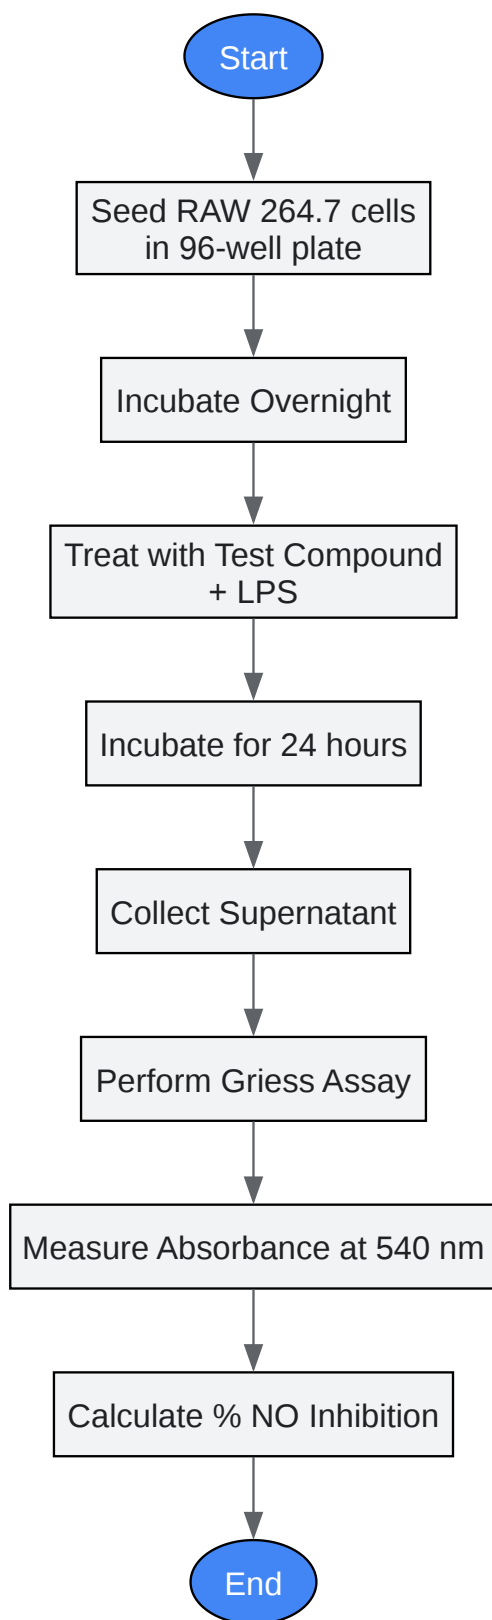 Start
Seed RAW 264.7 cells
in 96-well plate
Incubate Overnight
Treat with Test Compound
+ LPS
Incubate for 24 hours
Collect Supernatant
Perform Griess Assay
Measure Absorbance at 540 nm
Calculate % NO Inhibition
End